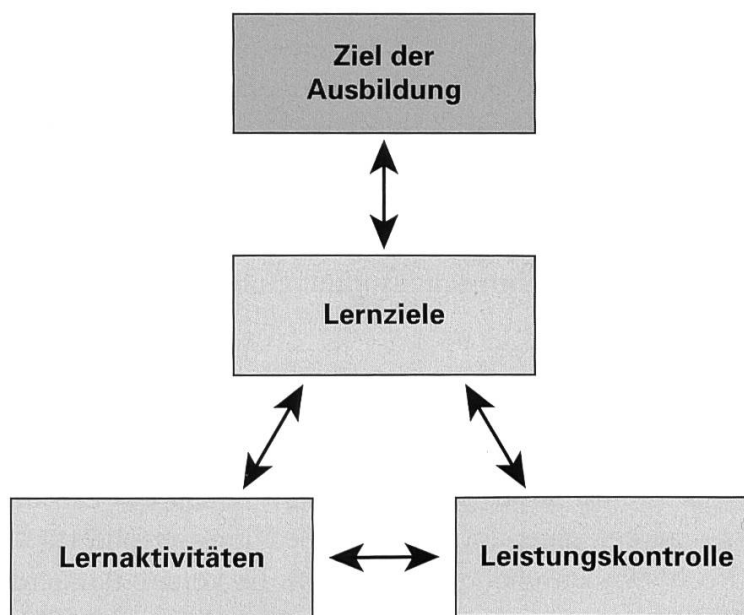 Ziel der
Ausbildung
Lernziele
Lernaktivitäten
Leistungskontrolle